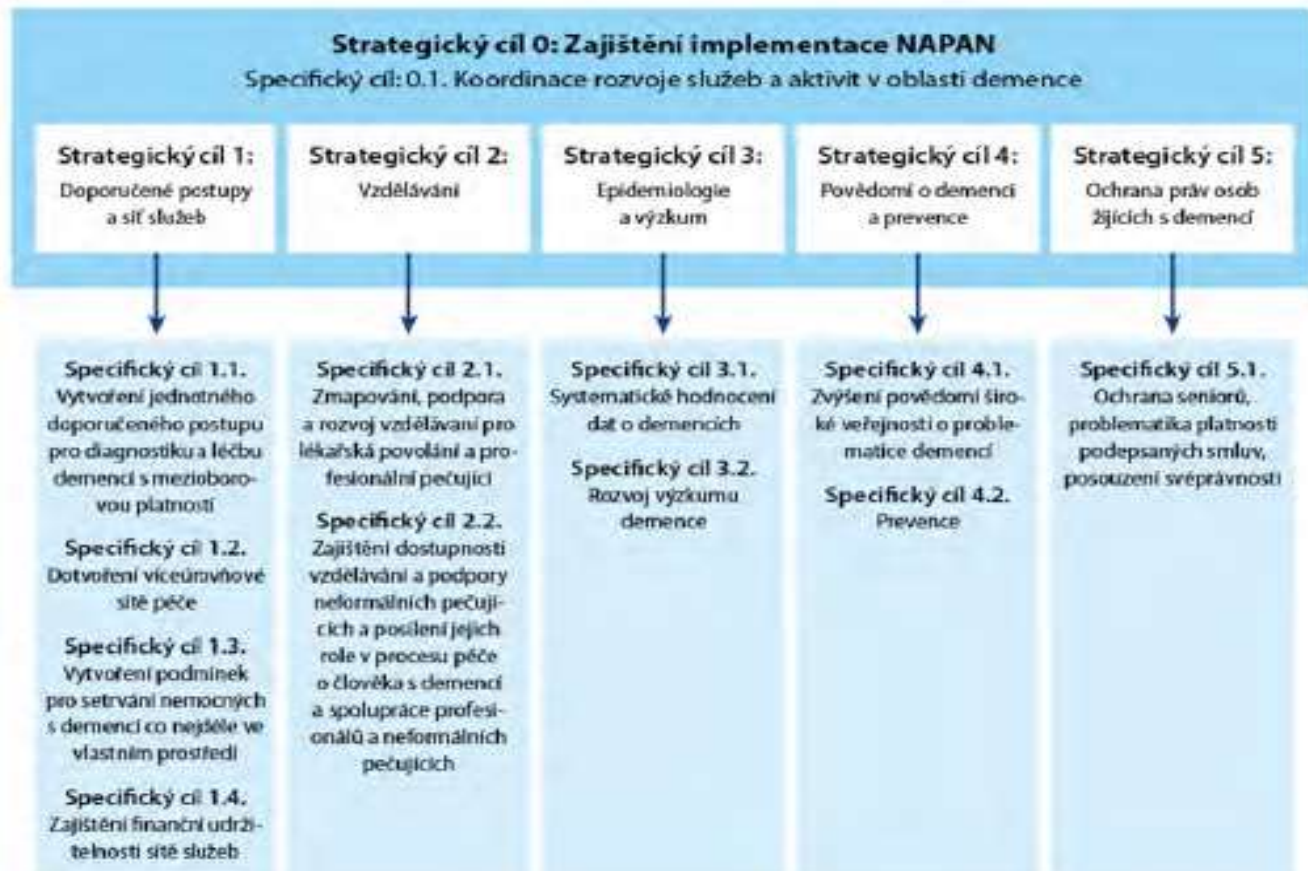 Strategický cíl 0: Zajištění implementace NAPAN
Specifický cíl: 0.1. Koordinace rozvoje služeb a aktivit v oblasti demence
Strategický cíl 1:
Doporučené postupy
a síť služeb
Strategický cíl 2:
Vzdělávání
Strategický cíl 3:
Epidemiologie
a výzkum
Strategický cíl 4:
Povědomí o demenci
a prevence
Strategický cíl 5:
Ochrana práv osob
žijících s demencí
Specifický cíl 1.1.
Vytvoření jednotného
doporučeného postupu
pro diagnostiku a léčbu
demencí s mezioboro-
vou platností
Specifický cíl 1.2.
Dotvoření víceúrovňové
sítě péče
Specifický cíl 1.3.
Vytvoření podmínek
pro setrvání nemocných
s demencí co nejdéle ve
vlastním prostředí
Specifický cíl 1.4.
Zajištění finanční udrži-
telnosti sítě služeb
Specifický cíl 2.1.
Zmapování, podpora
a rozvoj vzdělávaní pro
lékařská povolání a pro-
fesionální pečující
Specifický cíl 2.2.
Zajištění dostupnosti
vzdělávání a podpory
neformálních pečují-
cích a posílení jejich
role v procesu péče
o člověka s demencí
a spolupráce profesi-
onálů a neformálních
pečujících
Specifický cíl 3.1.
Systematické hodnocení
dat o demencích
Specifický cíl 3.2.
Rozvoj výzkumu
demence
Specifický cíl 4.1.
Zvýšení povědomí širo-
ké veřejnosti o proble-
matice demencí
Specifický cíl 4.2.
Prevence
Specifický cíl 5.1.
Ochrana seniorů,
problematika platnosti
podepsaných smluv,
posouzení svéprávnosti